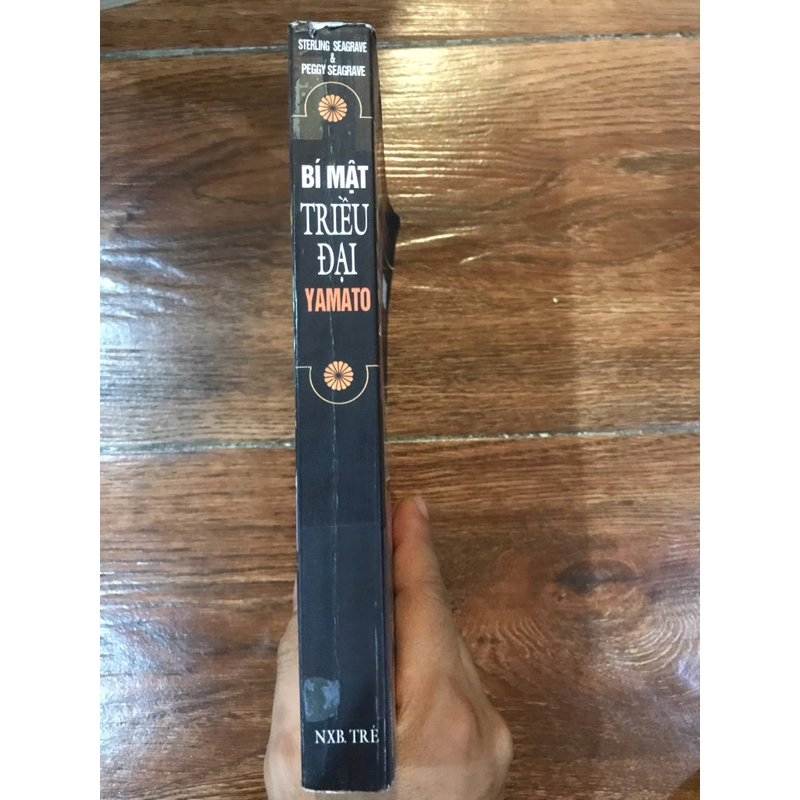 STERLING SEAGRAVE
&
PEGGY SEAGRAVE
BÍ MẬT
TRIỀU
ĐẠI
YAMATO
NXB. TRẺ